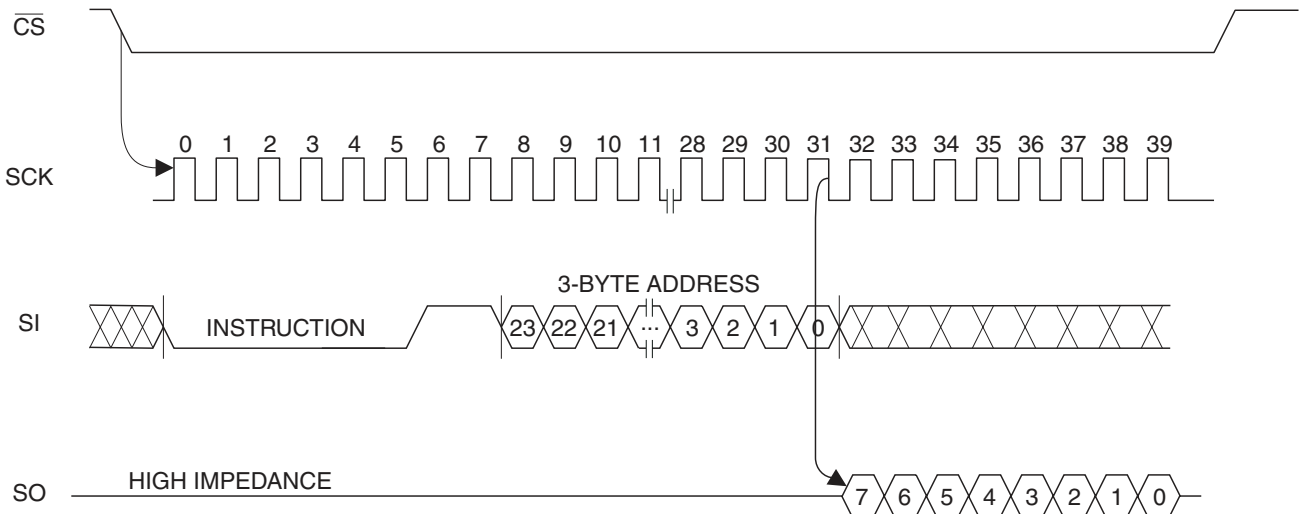 CS
0 1 2 3 4 5 6 7 8 9 10 11 28 29 30 31 32 33 34 35 36 37 38 39
SCK
3-BYTE ADDRESS
SI
INSTRUCTION 23 22 21 ... 3 2 1 0
HIGH IMPEDANCE
SO
7 6 5 4 3 2 1 0